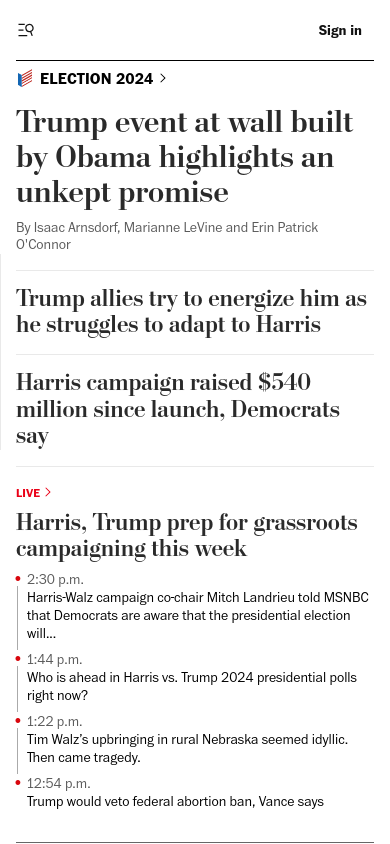 Sign in
ELECTION 2024
Trump event at wall built
by Obama highlights an
unkept promise
By Isaac Arnsdorf, Marianne LeVine and Erin Patrick
O'Connor
Trump allies try to energize him as
he struggles to adapt to Harris
Harris campaign raised $540
million since launch, Democrats
say
LIVE
Harris, Trump prep for grassroots
campaigning this week
2:30 p.m.
Harris-Walz campaign co-chair Mitch Landrieu told MSNBC
that Democrats are aware that the presidential election
will...
1:44 p.m.
Who is ahead in Harris vs. Trump 2024 presidential polls
right now?
1:22 p.m.
Tim Walz’s upbringing in rural Nebraska seemed idyllic.
Then came tragedy.
12:54 p.m.
Trump would veto federal abortion ban, Vance says